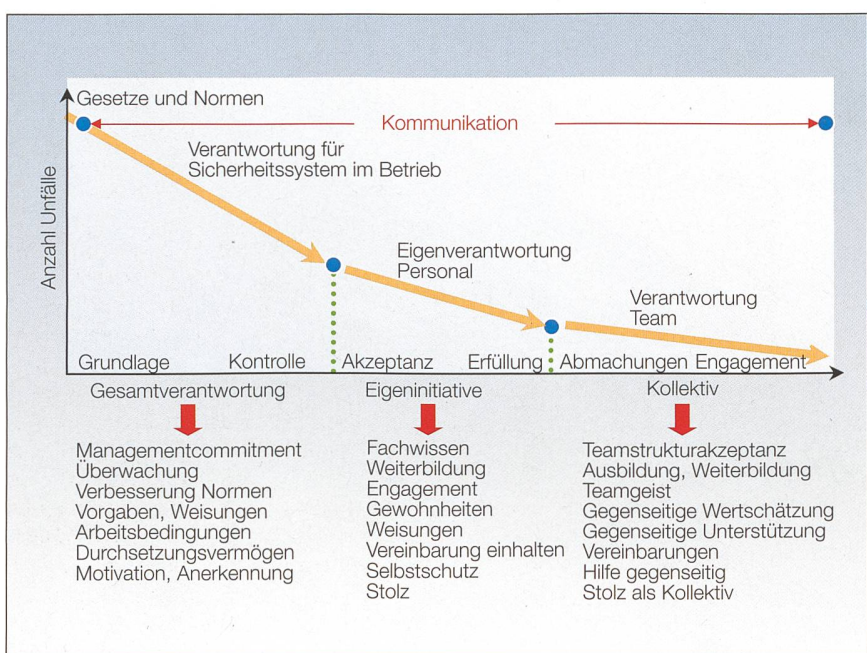 Gesetze und Normen
Kommunikation
Verantwortung für
Sicherheitssystem im Betrieb
Anzahl Unfälle
Eigenverantwortung
Personal
Verantwortung
Team
Grundlage Kontrolle Akzeptanz Erfüllung Abmachungen Engagement
Gesamtverantwortung Eigeninitiative Kollektiv
Managementcommitment
Überwachung
Verbesserung Normen
Vorgaben, Weisungen
Arbeitsbedingungen
Durchsetzungsvermögen
Motivation, Anerkennung
Fachwissen
Weiterbildung
Engagement
Gewohnheiten
Weisungen
Vereinbarung einhalten
Selbstschutz
Stolz
Teamstrukturakzeptanz
Ausbildung, Weiterbildung
Teamgeist
Gegenseitige Wertschätzung
Gegenseitige Unterstützung
Vereinbarungen
Hilfe gegenseitig
Stolz als Kollektiv